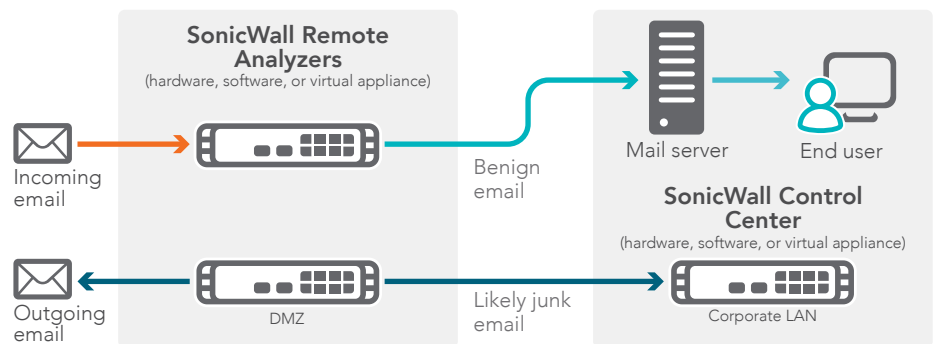 SonicWall Remote
Analyzers
(hardware, software, or virtual appliance)
Incoming
email
Benign
email
Mail server
End user
SonicWall Control
Center
(hardware, software, or virtual appliance)
Outgoing
email
DMZ
Likely junk
email
Corporate LAN